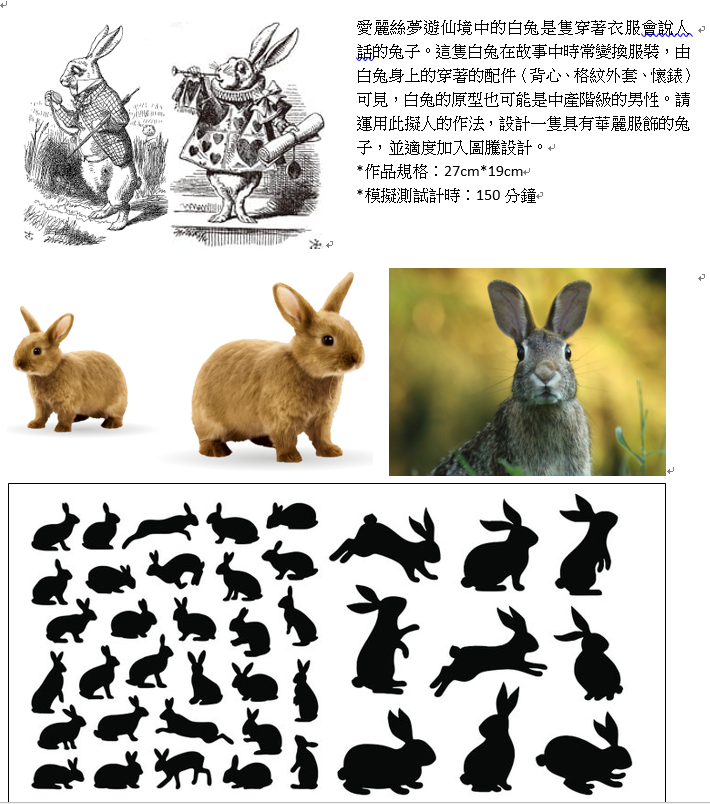 愛麗絲夢遊仙境中的白兔是隻穿著衣服會說人
話的兔子。這隻白兔在故事中時常變換服裝，由
白兔身上的穿著的配件(背心、格紋外套、懷錶)
可見，白兔的原型也可能是中產階級的男性。請
運用此擬人的作法，設計一隻具有華麗服飾的兔
子，並適度加入圖騰設計。
*作品規格：27cm*19cm
*模擬測試計時：150 分鐘